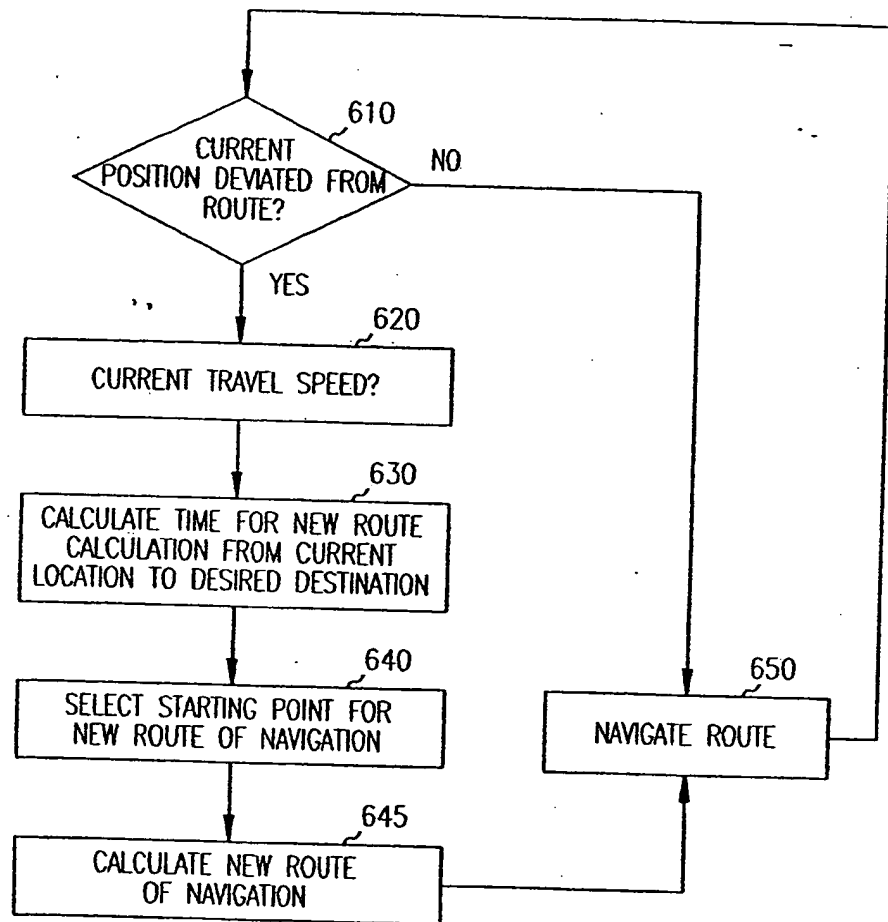 610
CURRENT
POSITION DEVIATED FROM
ROUTE?
NO
YES
620
CURRENT TRAVEL SPEED?
630
CALCULATE TIME FOR NEW ROUTE
CALCULATION FROM CURRENT
LOCATION TO DESIRED DESTINATION
640
SELECT STARTING POINT FOR
NEW ROUTE OF NAVIGATION
650
NAVIGATE ROUTE
645
CALCULATE NEW ROUTE
OF NAVIGATION